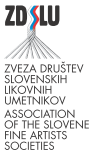 ZDSLU
ZVEZA DRUŠTEV
SLOVENSKIH
LIKOVNIH
UMETNIKOV
ASSOCIATION
OF THE SLOVENE
FINE ARTISTS
SOCIETIES